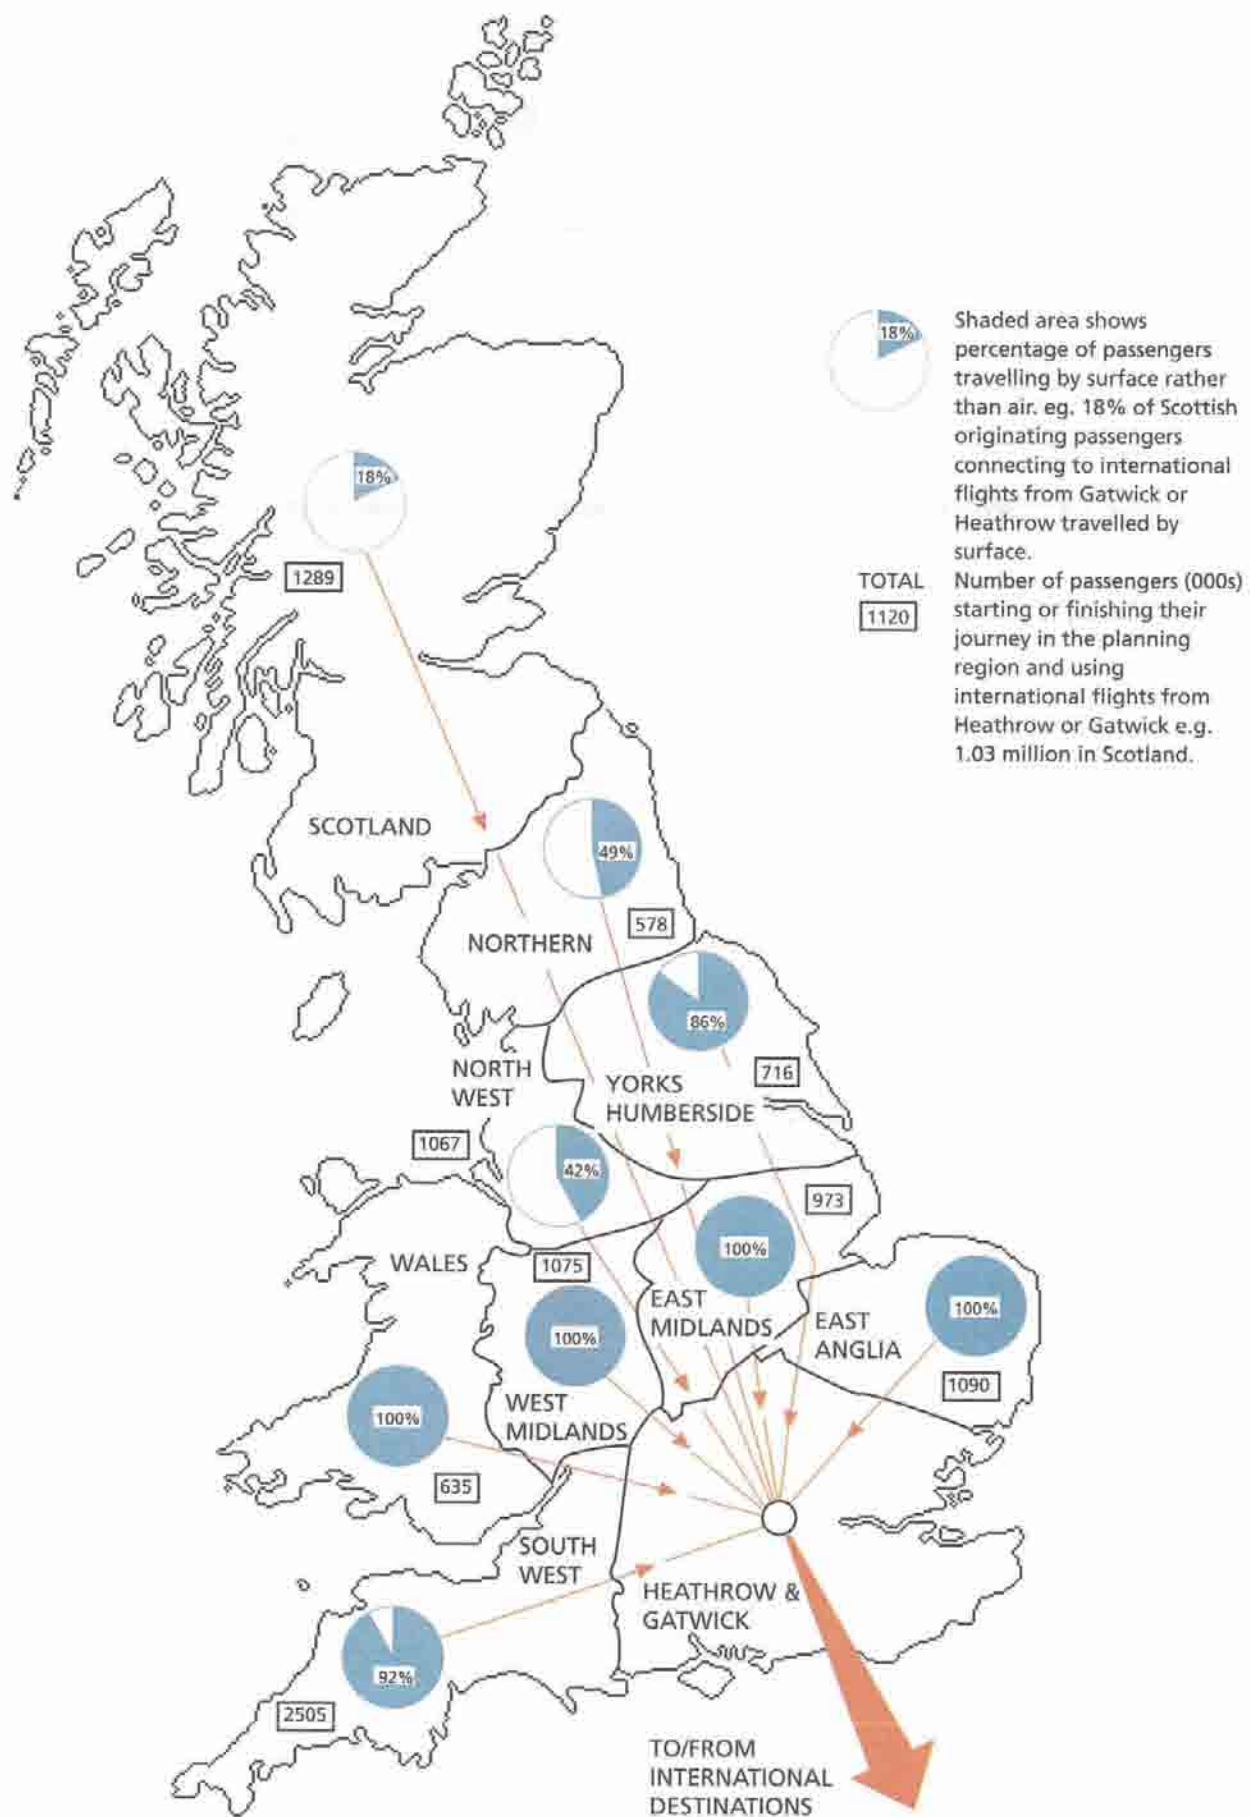 18%
Shaded area shows
percentage of passengers
travelling by surface rather
than air. eg. 18% of Scottish
originating passengers
connecting to international
flights from Gatwick or
Heathrow travelled by
surface.
TOTAL
1120
Number of passengers (000s)
starting or finishing their
journey in the planning
region and using
international flights from
Heathrow or Gatwick e.g.
1.03 million in Scotland.
18%
1289
SCOTLAND
49%
578
NORTHERN
86%
716
NORTH
WEST
YORKS
HUMBERSIDE
1067
42%
973
WALES
1075
100%
100%
EAST
MIDLANDS
EAST
ANGLIA
100%
1090
100%
WEST
MIDLANDS
635
SOUTH
WEST
HEATHROW &
GATWICK
92%
2505
TO/FROM
INTERNATIONAL
DESTINATIONS